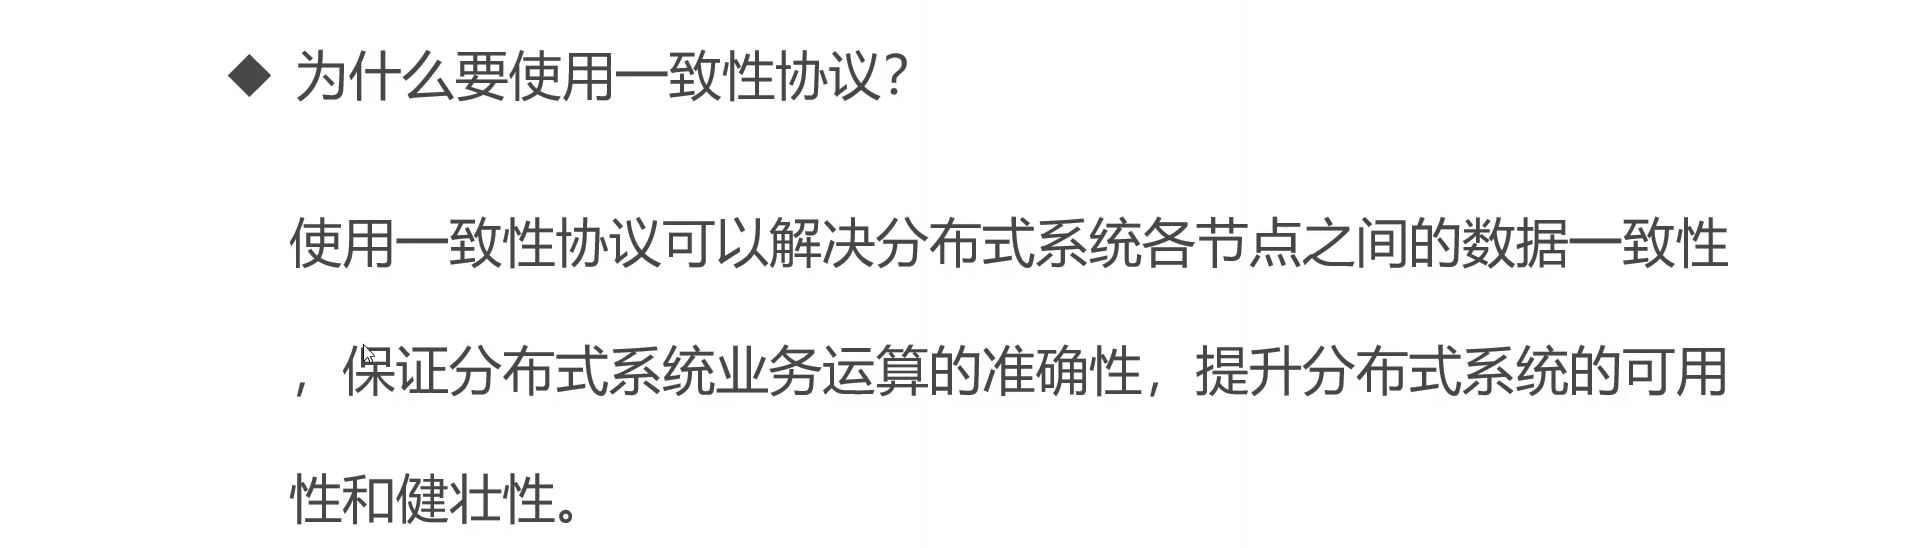 ◆ 为什么要使用一致性协议?
使用一致性协议可以解决分布式系统各节点之间的数据一致性
，保证分布式系统业务运算的准确性，提升分布式系统的可用
性和健壮性。